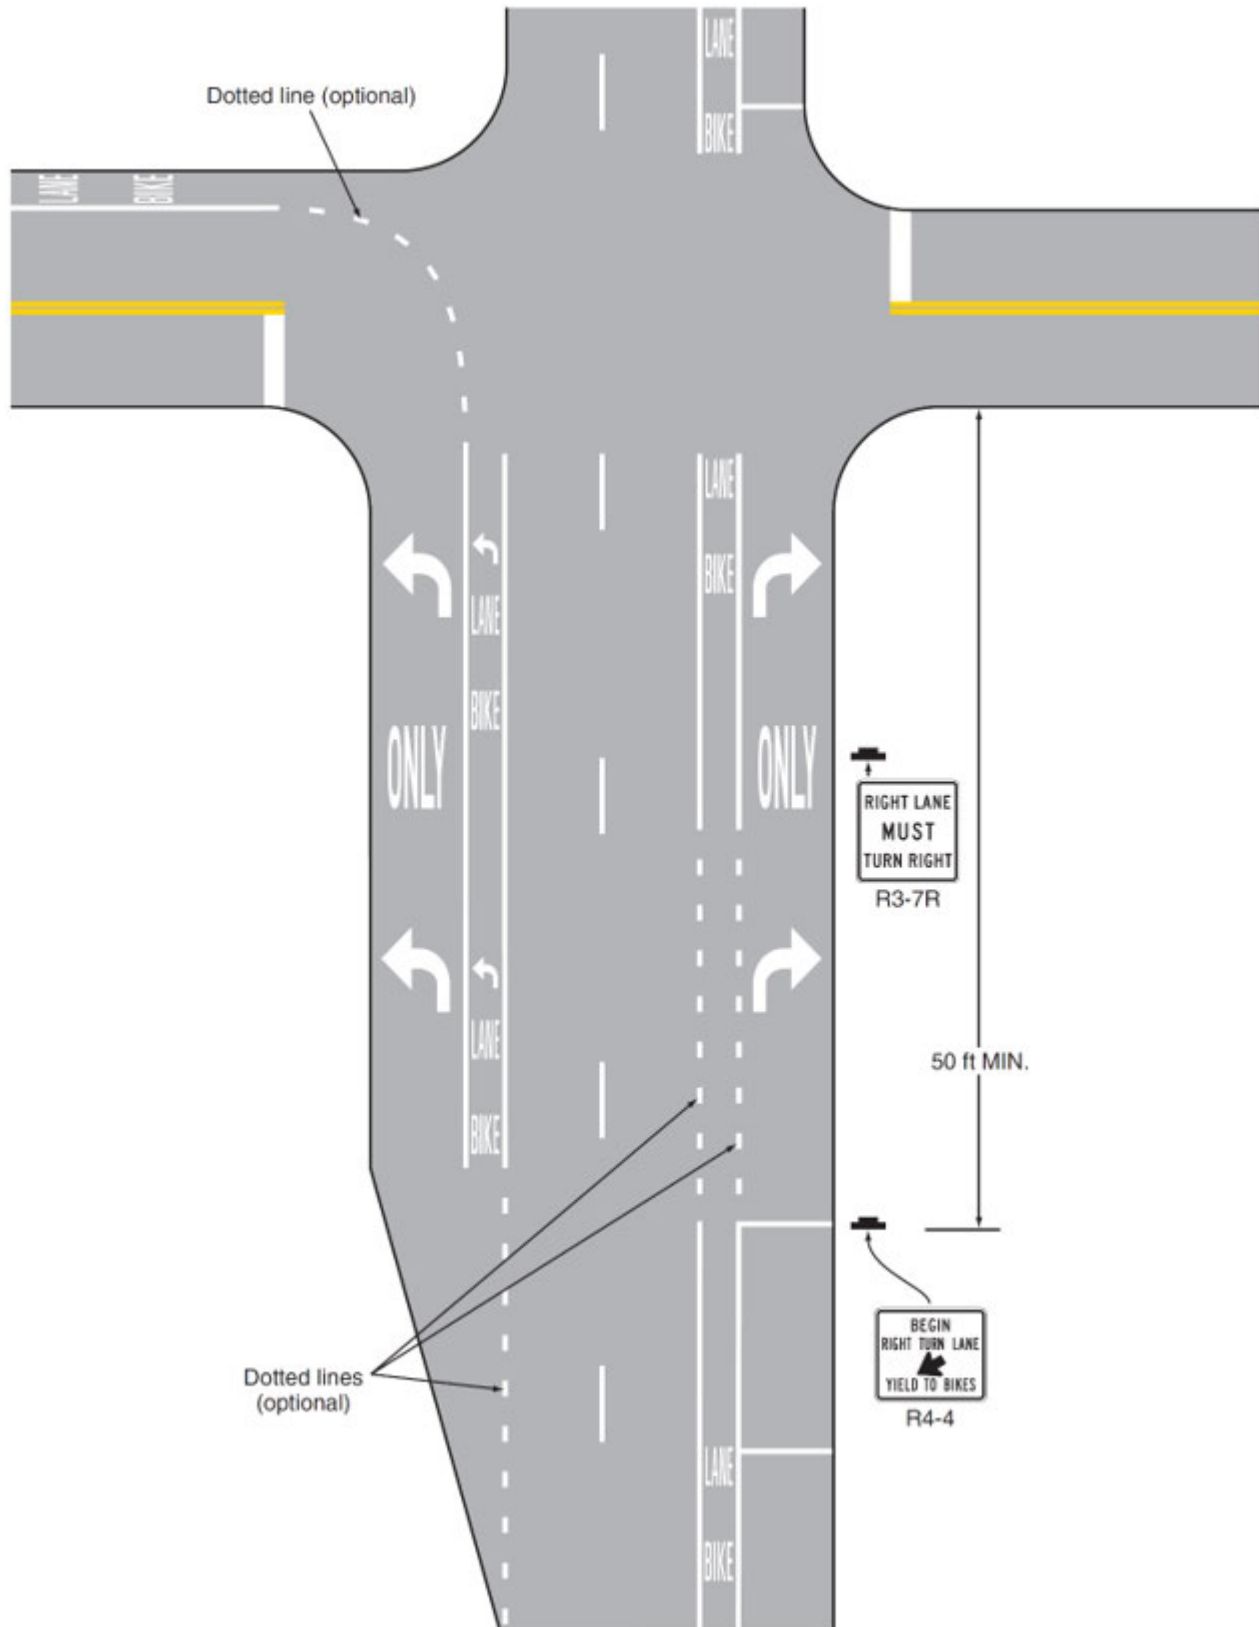 LANE
BIKE
Dotted line (optional)
LANE
BIKE
LANE
BIKE
LANE
BIKE
ONLY
ONLY
RIGHT LANE
MUST
TURN RIGHT
R3-7R
LANE
BIKE
50 ft MIN.
Dotted lines
(optional)
BEGIN
RIGHT TURN LANE
YIELD TO BIKES
R4-4
LANE
BIKE